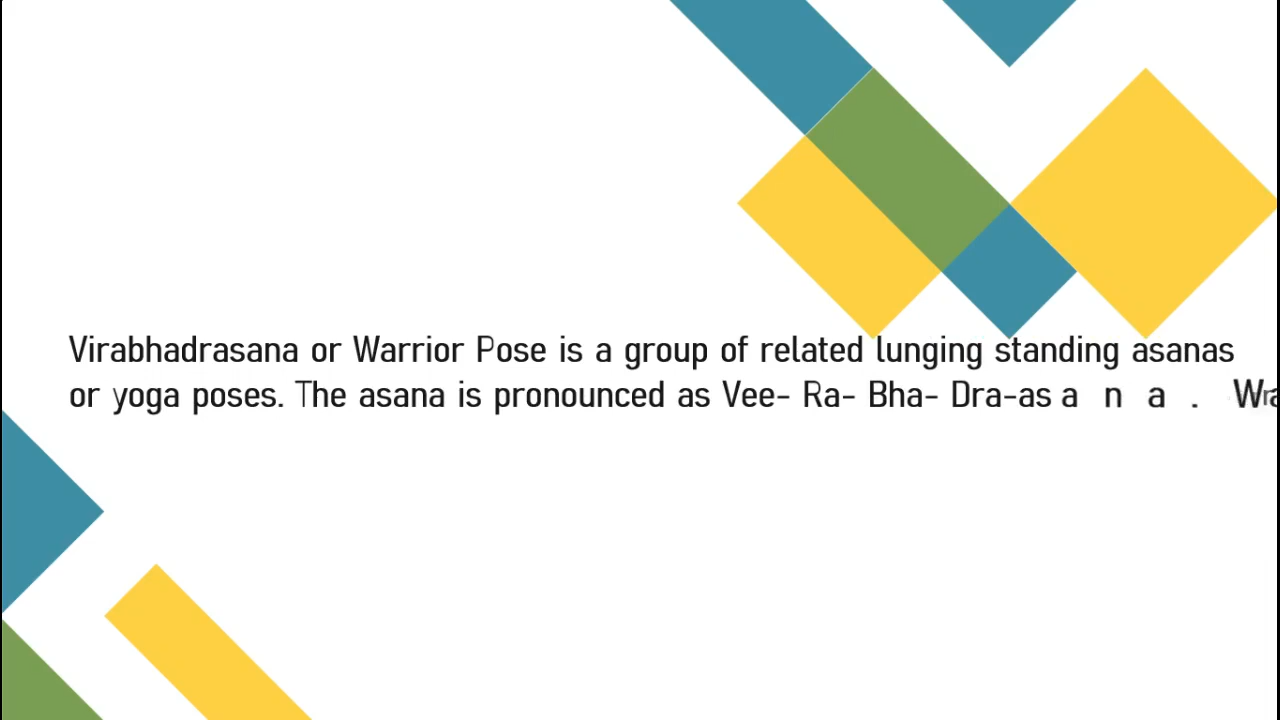 Virabhadrasana or Warrior Pose is a group of related lunging standing asanas
or yoga poses. The asana is pronounced as Vee- Ra- Bha- Dra-asana.